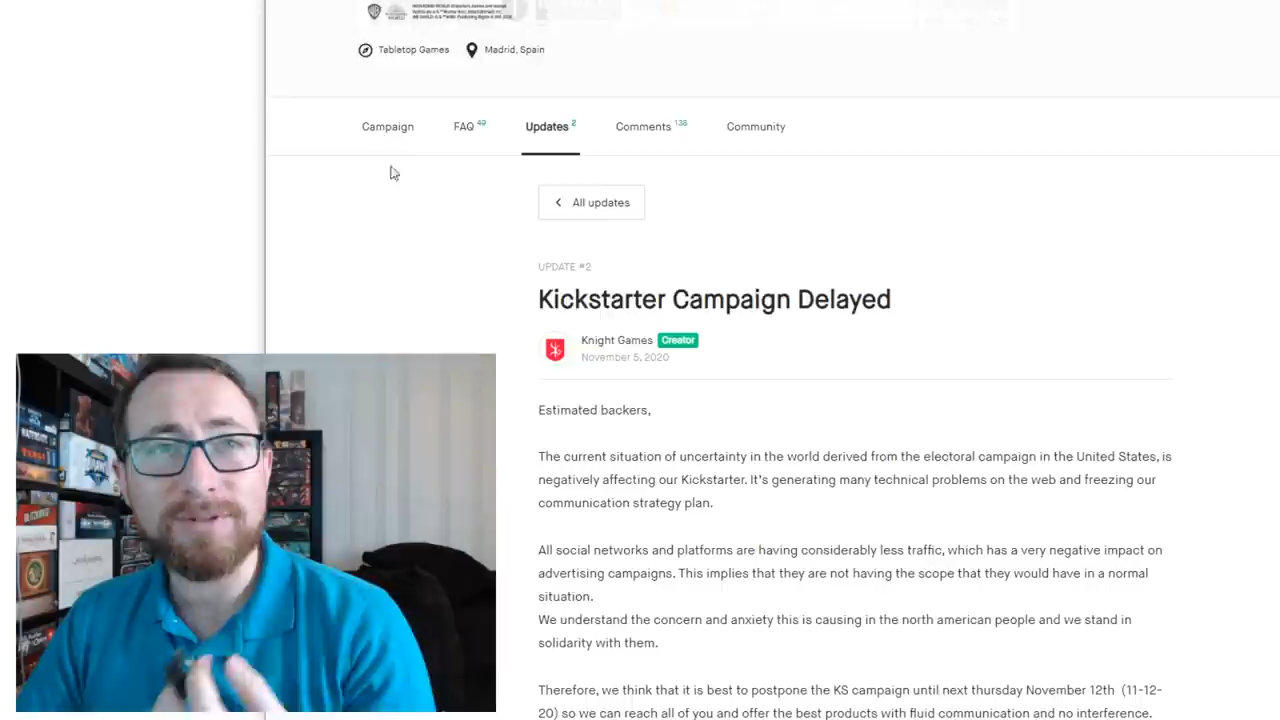 Tabletop Games Madrid, Spain
Campaign FAQ 49 Updates 2 Comments 138 Community
All updates
UPDATE #2
Kickstarter Campaign Delayed
Knight Games Creator
November 5, 2020
Estimated backers,
The current situation of uncertainty in the world derived from the electoral campaign in the United States, is
negatively affecting our Kickstarter. It's generating many technical problems on the web and freezing our
communication strategy plan.
All social networks and platforms are having considerably less traffic, which has a very negative impact on
advertising campaigns. This implies that they are not having the scope that they would have in a normal
situation.
We understand the concern and anxiety this is causing in the north american people and we stand in
solidarity with them.
Therefore, we think that it is best to postpone the KS campaign until next thursday November 12th (11-12-
20) so we can reach all of you and offer the best products with fluid communication and no interference.